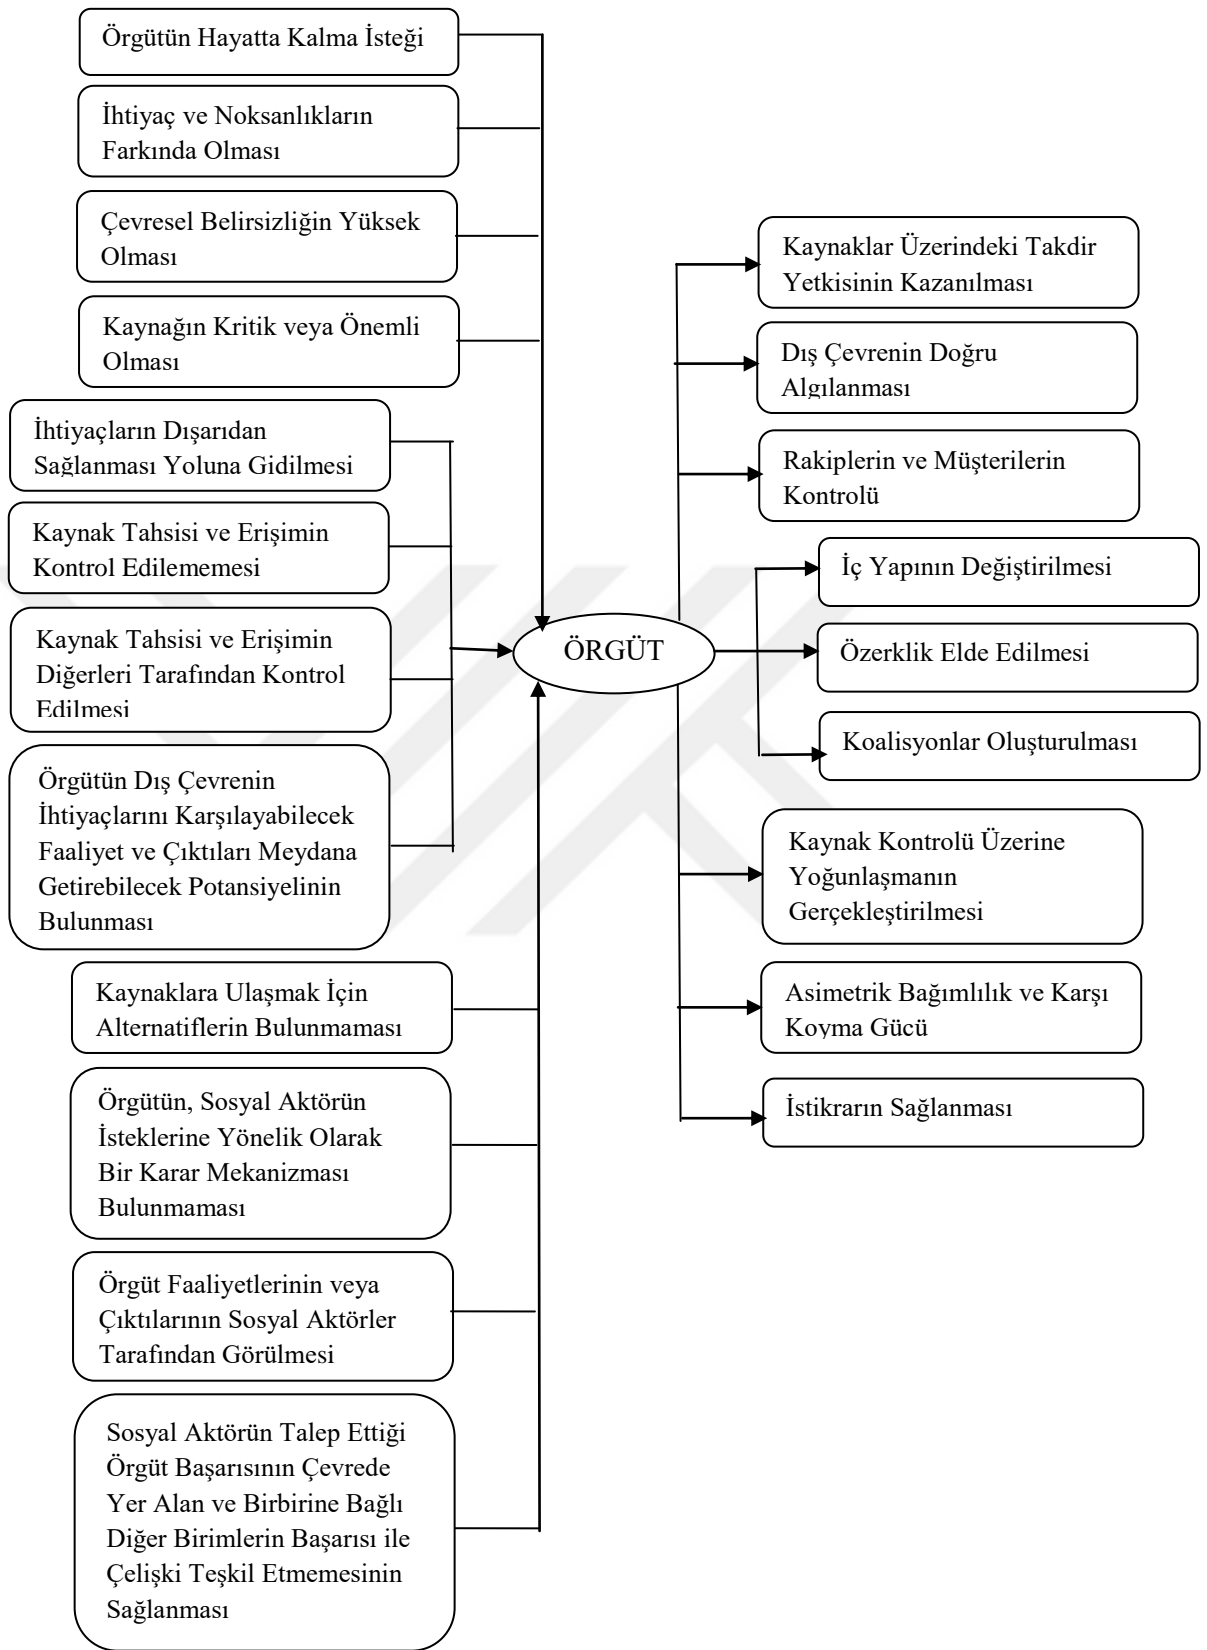 Örgütün Hayatta Kalma İsteği
İhtiyaç ve Noksanlıkların
Farkında Olması
Çevresel Belirsizliğin Yüksek
Olması
Kaynağın Kritik veya Önemli
Olması
İhtiyaçların Dışarıdan
Sağlanması Yoluna Gidilmesi
Kaynak Tahsisi ve Erişimin
Kontrol Edilememesi
Kaynak Tahsisi ve Erişimin
Diğerleri Tarafından Kontrol
Edilmesi
Örgütün Dış Çevrenin
İhtiyaçlarını Karşılayabilecek
Faaliyet ve Çıktıları Meydana
Getirebilecek Potansiyelinin
Bulunması
Kaynaklara Ulaşmak İçin
Alternatiflerin Bulunmaması
Örgütün, Sosyal Aktörün
İsteklerine Yönelik Olarak
Bir Karar Mekanizması
Bulunmaması
Örgüt Faaliyetlerinin veya
Çıktılarının Sosyal Aktörler
Tarafından Görülmesi
Sosyal Aktörün Talep Ettiği
Örgüt Başarısının Çevrede
Yer Alan ve Birbirine Bağlı
Diğer Birimlerin Başarısı ile
Çelişki Teşkil Etmemesinin
Sağlanması
ÖRGÜT
Kaynaklar Üzerindeki Takdir
Yetkisinin Kazanılması
Dış Çevrenin Doğru
Algılanması
Rakiplerin ve Müşterilerin
Kontrolü
İç Yapının Değiştirilmesi
Özerklik Elde Edilmesi
Koalisyonlar Oluşturulması
Kaynak Kontrolü Üzerine
Yoğunlaşmanın
Gerçekleştirilmesi
Asimetrik Bağımlılık ve Karşı
Koyma Gücü
İstikrarın Sağlanması